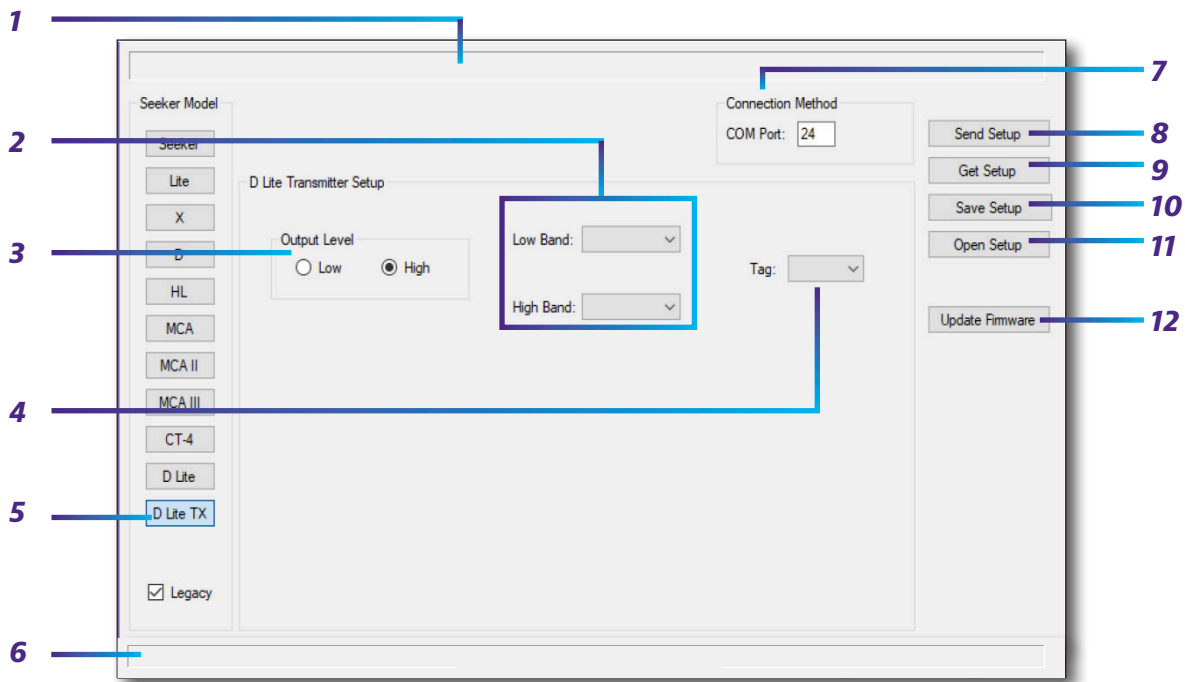 1
7
Seeker Model
Connection Method
2
Seeker
COM Port: 24
Send Setup
8
Lite
D Lite Transmitter Setup
Get Setup
9
X
Save Setup
10
3
D
Output Level
Low Band:
Open Setup
11
Low High
Tag:
HL
High Band:
MCA
Update Firmware
12
MCA II
4
MCA III
CT-4
D Lite
5
D Lite TX
Legacy
6